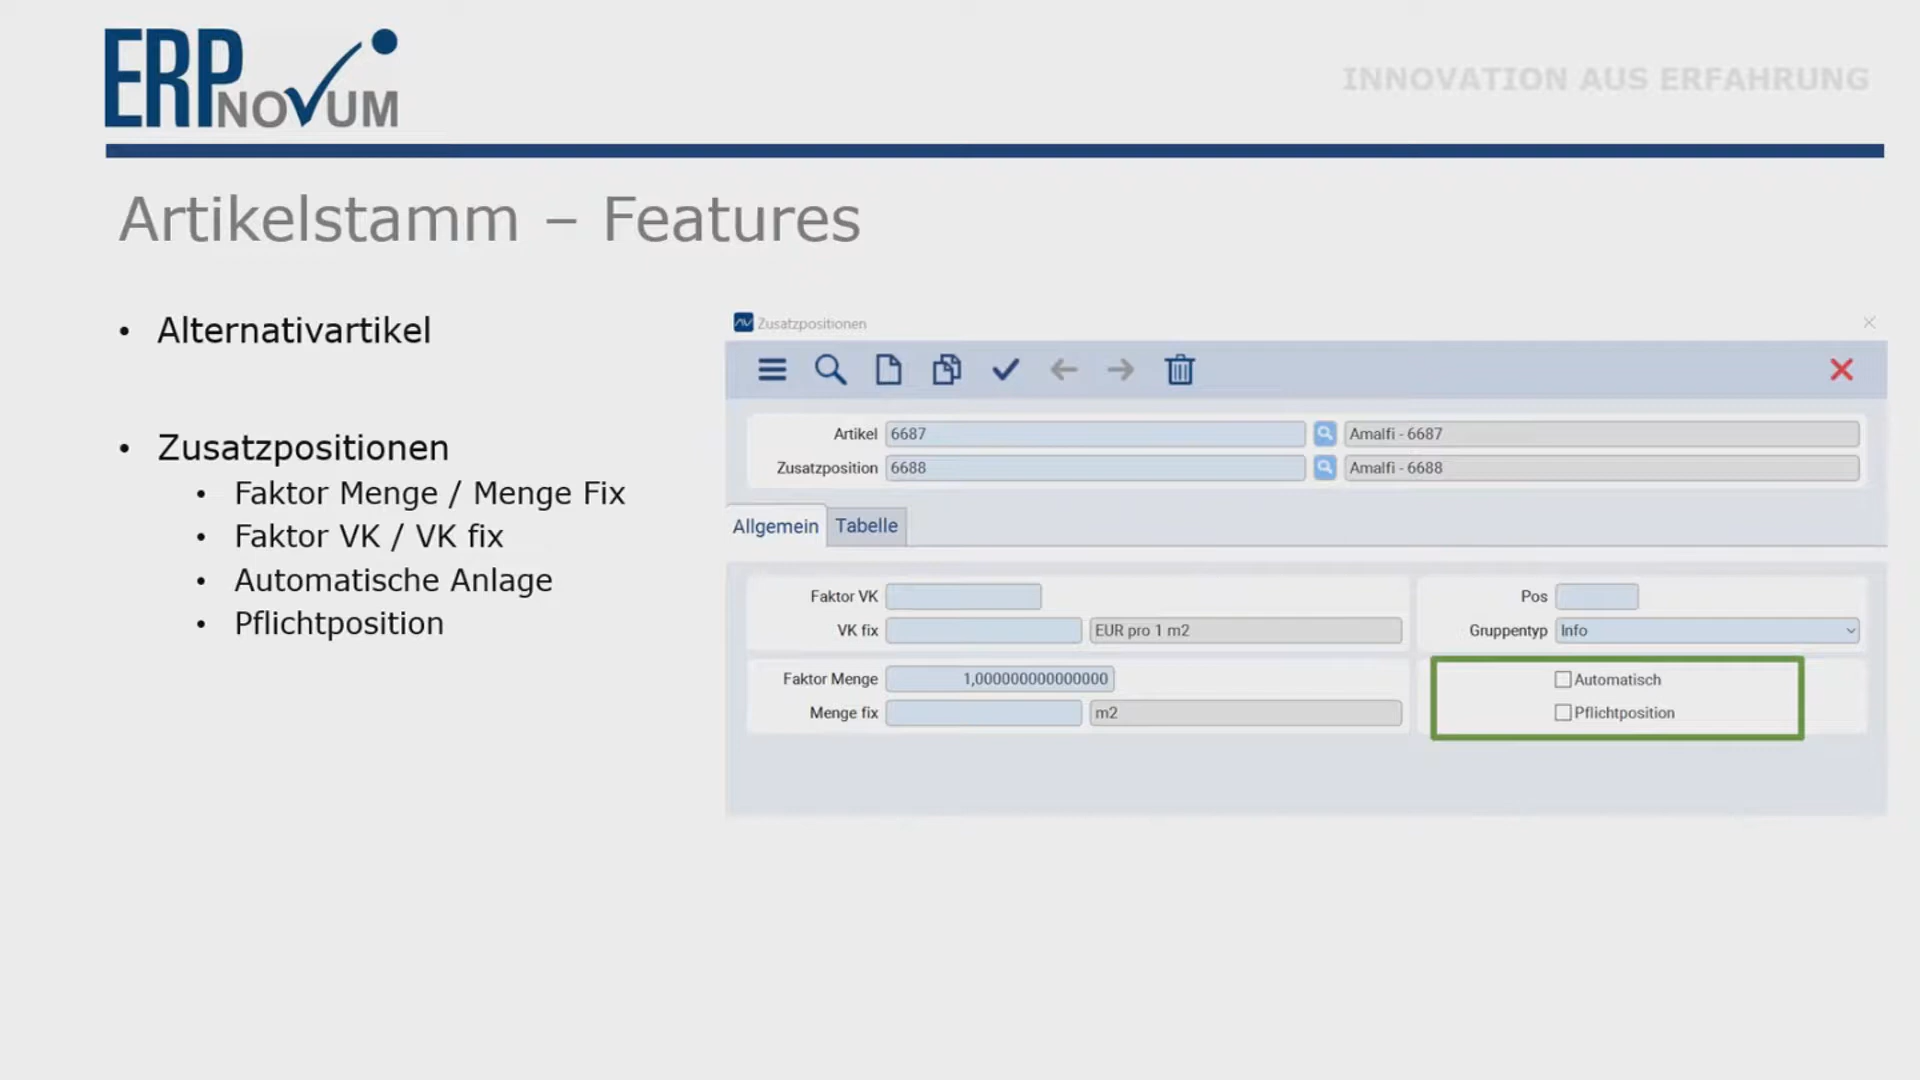 ERP NOVUM
INNOVATION AUS ERFAHRUNG
Artikelstamm – Features
• Alternativartikel
• Zusatzpositionen
• Faktor Menge / Menge Fix
• Faktor VK / VK fix
• Automatische Anlage
• Pflichtposition
Zusatzpositionen
Artikel 6687 Amalfi - 6687
Zusatzposition 6688 Amalfi - 6688
Allgemein Tabelle
Faktor VK Pos
VK fix EUR pro 1 m2 Gruppentyp Info
Faktor Menge 1,000000000000000 Automatisch
Menge fix m2 Pflichtposition